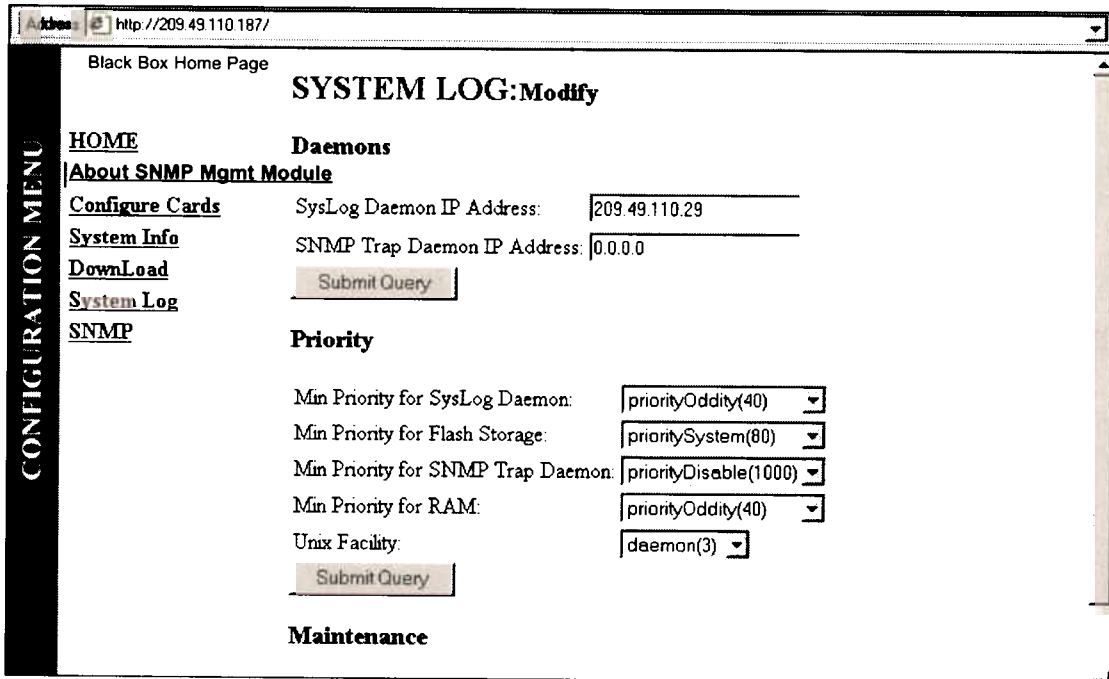 Address http://209.49.110.187/
CONFIGURATION MENU
Black Box Home Page
HOME
About SNMP Mgmt Module
Configure Cards
System Info
DownLoad
System Log
SNMP
SYSTEM LOG:Modify
Daemons
SysLog Daemon IP Address: 209.49.110.29
SNMP Trap Daemon IP Address: 0.0.0.0
Submit Query
Priority
Min Priority for SysLog Daemon: priorityOddity(40)
Min Priority for Flash Storage: prioritySystem(80)
Min Priority for SNMP Trap Daemon: priorityDisable(1000)
Min Priority for RAM: priorityOddity(40)
Unix Facility: daemon(3)
Submit Query
Maintenance